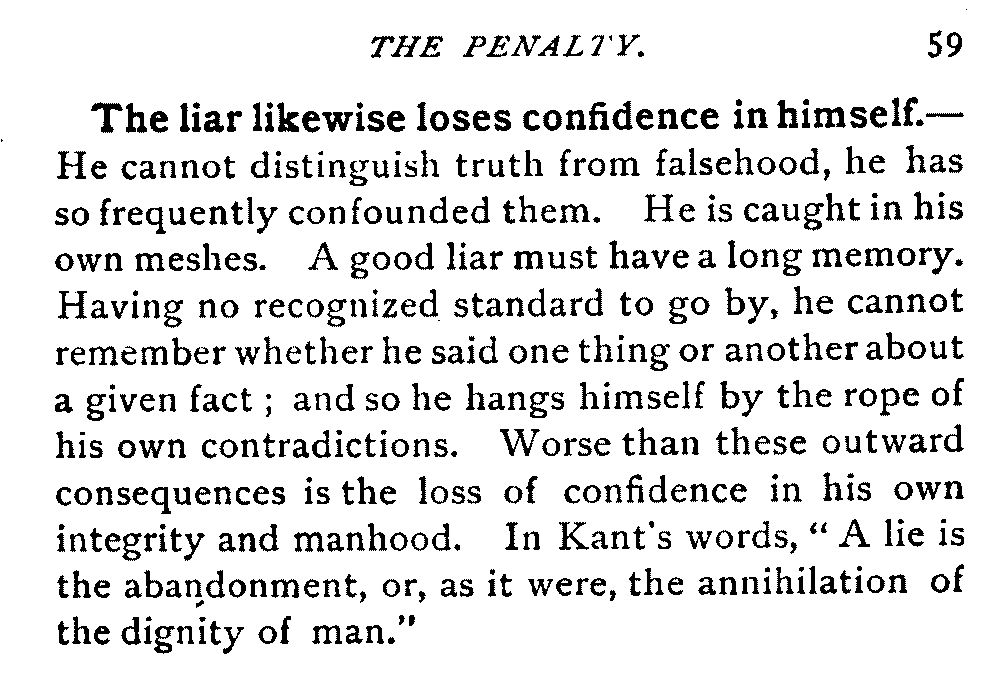 THE PENALTY. 59
The liar likewise loses confidence in himself.—
He cannot distinguish truth from falsehood, he has
so frequently confounded them. He is caught in his
own meshes. A good liar must have a long memory.
Having no recognized standard to go by, he cannot
remember whether he said one thing or another about
a given fact ; and so he hangs himself by the rope of
his own contradictions. Worse than these outward
consequences is the loss of confidence in his own
integrity and manhood. In Kant's words, “ A lie is
the abandonment, or, as it were, the annihilation of
the dignity of man.”